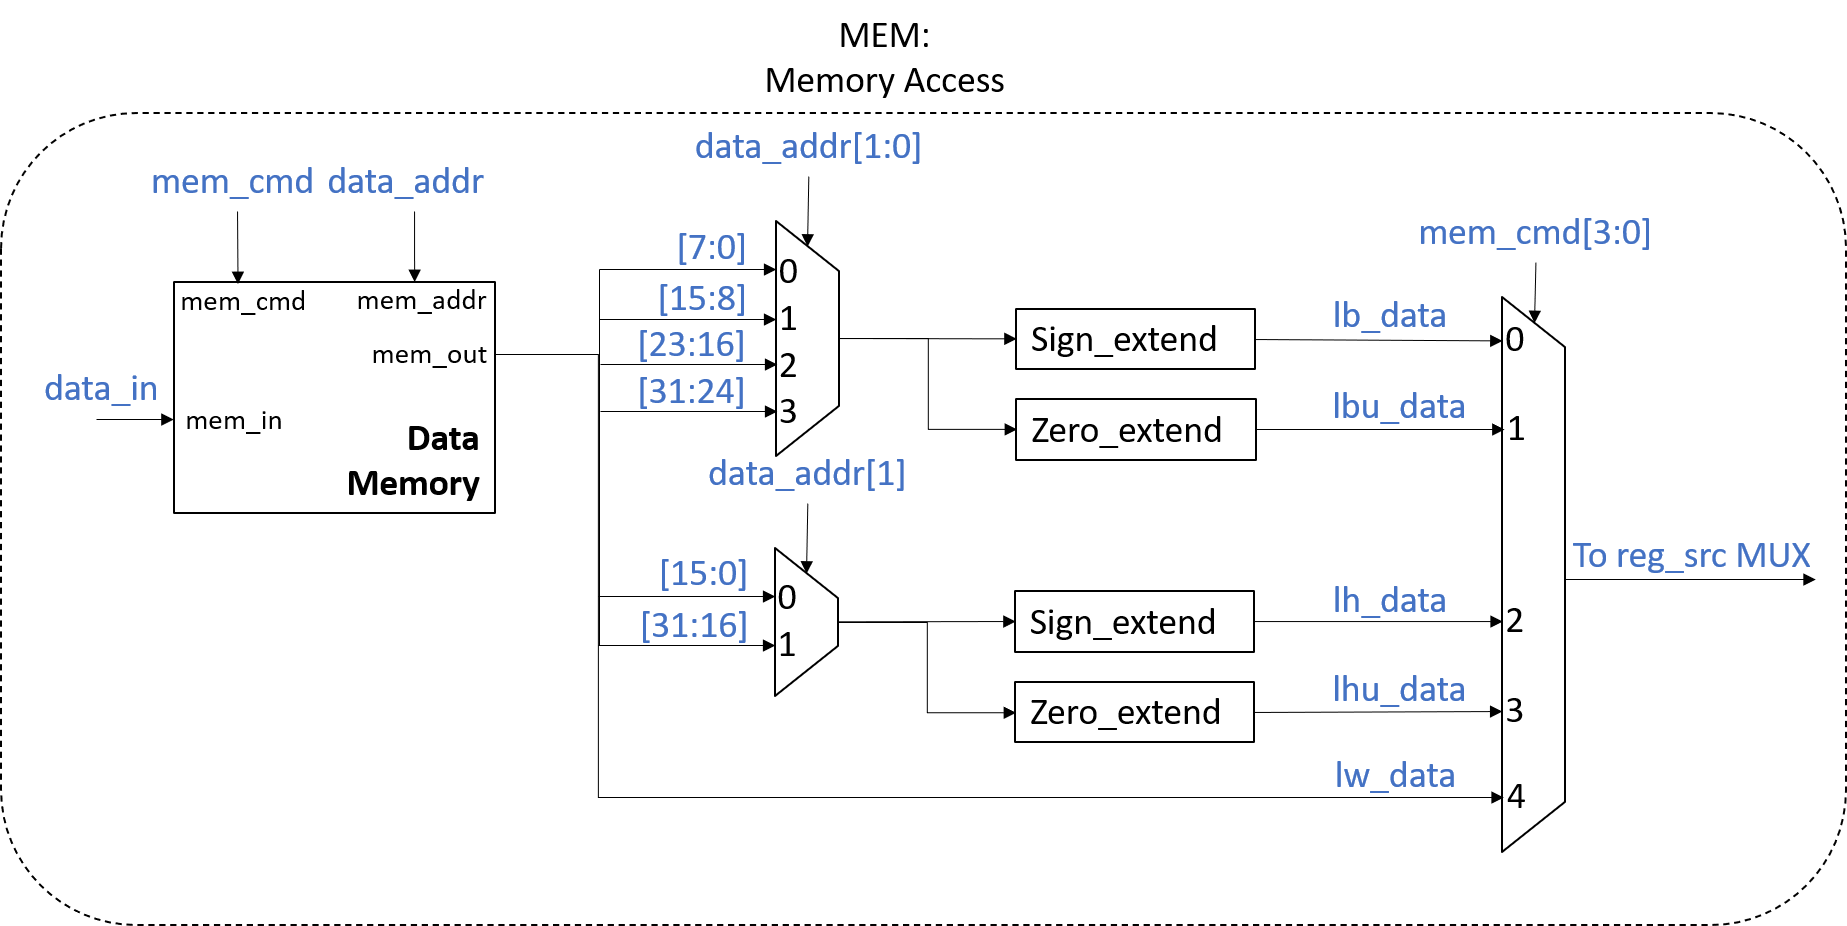 MEM:
Memory Access
data_addr[1:0]
mem_cmd data_addr
mem_cmd[3:0]
mem_cmd mem_addr
mem_out
data_in
mem_in
Data
Memory
[7:0]
0
[15:8]
1
[23:16]
2
[31:24]
3
Sign_extend
lb_data
0
Zero_extend
lbu_data
1
data_addr[1]
[15:0]
0
[31:16]
1
Sign_extend
lh_data
2
Zero_extend
lhu_data
3
lw_data
4
To reg_src MUX